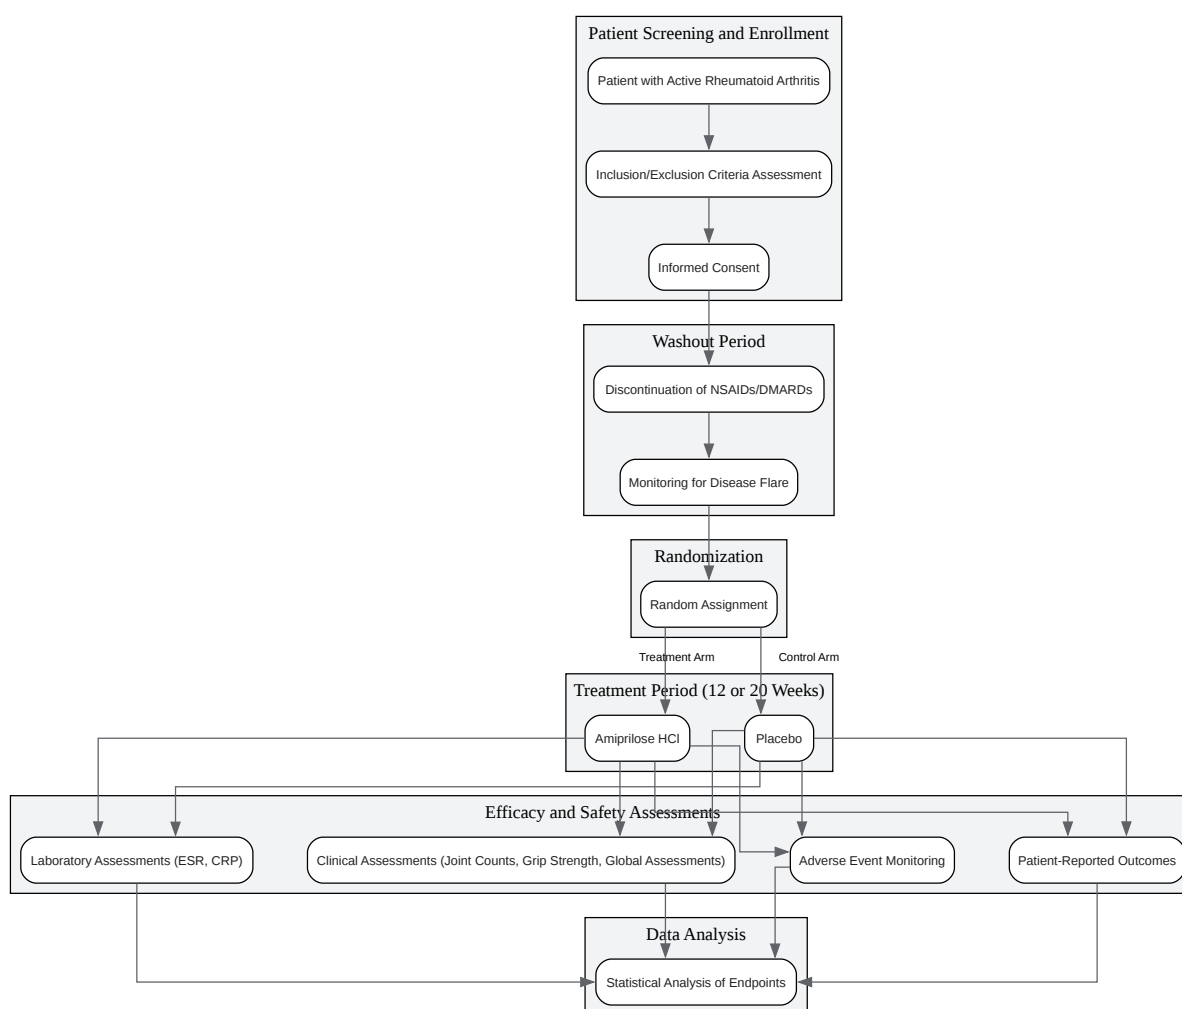 Patient Screening and Enrollment
Patient with Active Rheumatoid Arthritis
Inclusion/Exclusion Criteria Assessment
Informed Consent
Washout Period
Discontinuation of NSAIDs/DMARDs
Monitoring for Disease Flare
Randomization
Random Assignment
Treatment Arm
Control Arm
Treatment Period (12 or 20 Weeks)
Amiprilose HCl
Placebo
Efficacy and Safety Assessments
Laboratory Assessments (ESR, CRP)
Clinical Assessments (Joint Counts, Grip Strength, Global Assessments)
Adverse Event Monitoring
Patient-Reported Outcomes
Data Analysis
Statistical Analysis of Endpoints